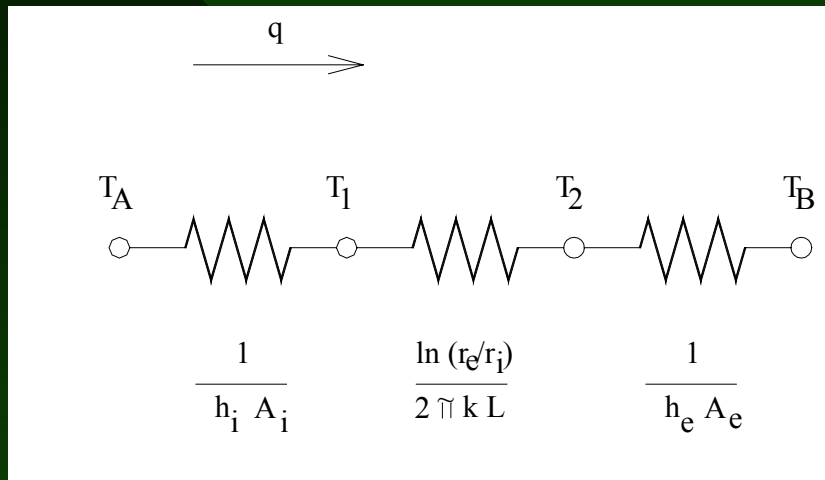 q
T_A T_1 T_2 T_B
1 ln (r_e/r_i) 1
h_i A_i 2 π k L h_e A_e